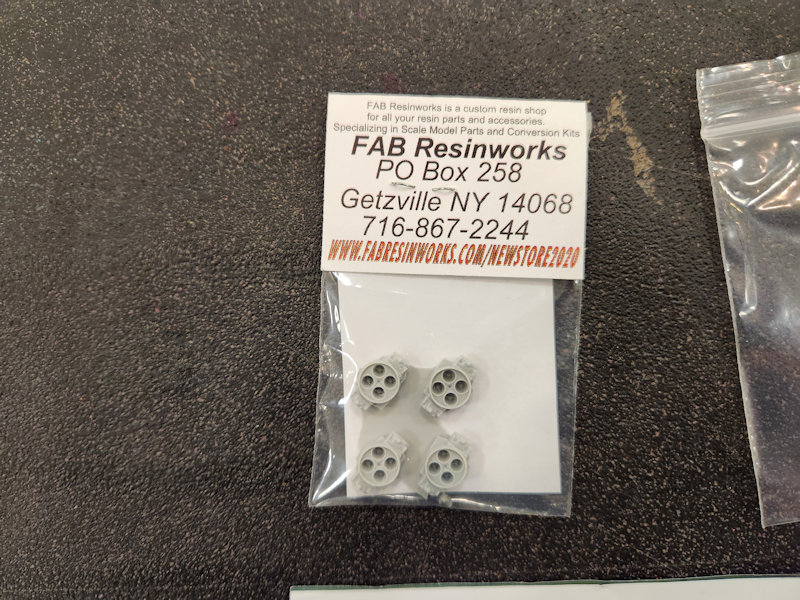 FAB Resinworks is a custom resin shop
for all your resin parts and accessories.
Specializing in Scale Model Parts and Conversion Kits
FAB Resinworks
PO Box 258
Getzville NY 14068
716-867-2244
WWW.FABRESINWORKS.COM/NEWSTORE2020